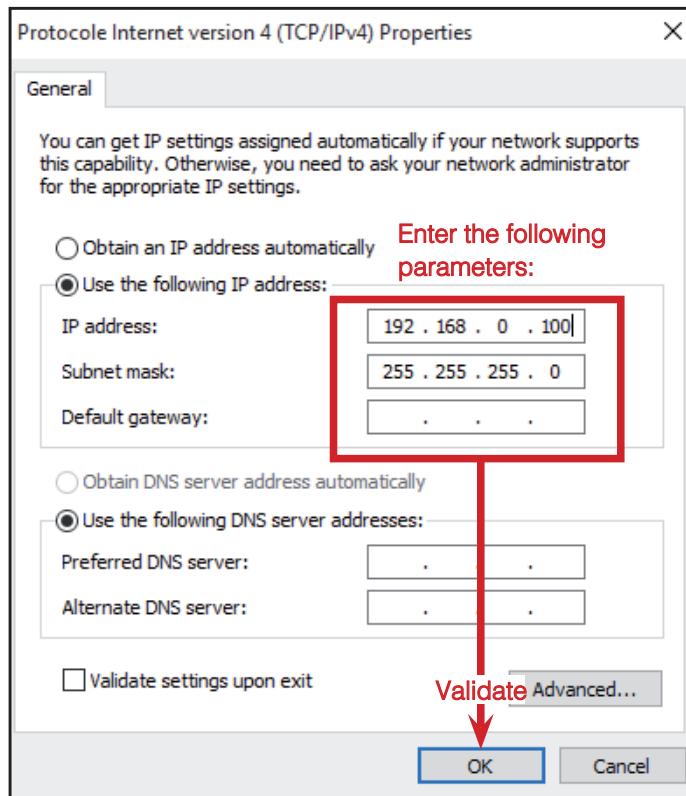 Protocole Internet version 4 (TCP/IPv4) Properties
General
You can get IP settings assigned automatically if your network supports
this capability. Otherwise, you need to ask your network administrator
for the appropriate IP settings.
Obtain an IP address automatically
Enter the following
parameters:
Use the following IP address:
IP address: 192 . 168 . 0 . 100
Subnet mask: 255 . 255 . 255 . 0
Default gateway: . . .
Obtain DNS server address automatically
Use the following DNS server addresses:
Preferred DNS server: . . .
Alternate DNS server: . . .
Validate settings upon exit
Validate
Advanced...
OK
Cancel